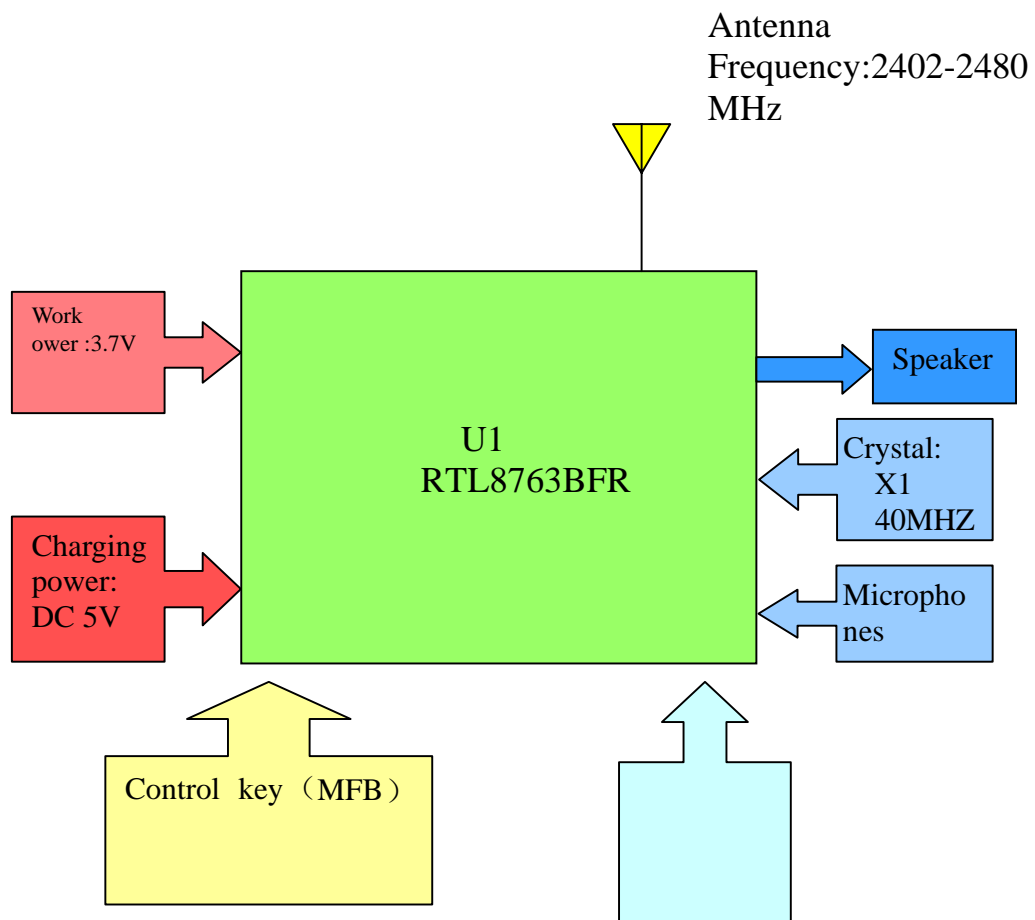 Antenna
Frequency:2402-2480
MHz
Work
ower :3.7V
Speaker
U1
RTL8763BFR
Crystal:
X1
40MHZ
Charging
power:
DC 5V
Micropho
nes
Control key（MFB）